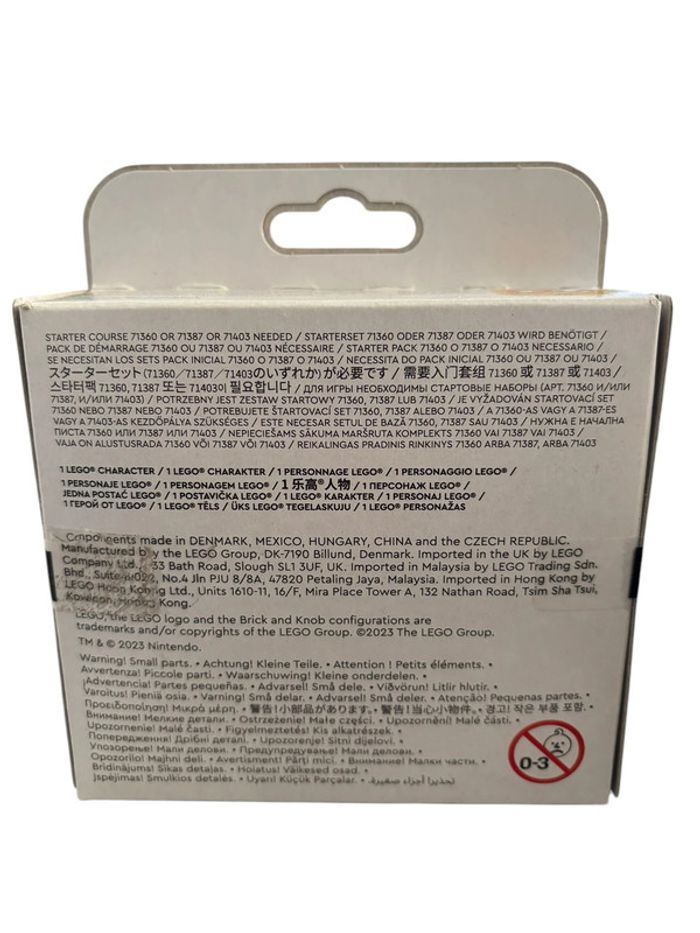 STARTER COURSE 71360 OR 71387 OR 71403 NEEDED / STARTERSET 71360 ODER 71387 ODER 71403 WIRD BENÖTIGT /
PACK DE DÉMARRAGE 71360 OU 71387 OU 71403 NÉCESSAIRE / STARTER PACK 71360 O 71387 O 71403 NECESSARIO /
SE NECESITAN LOS SETS PACK INICIAL 71360 O 71387 O 71403 / NECESSITA DO PACK INICIAL 71360 OU 71387 OU 71403 /
スターターセット(71360/71387/71403のいずれか)が必要です / 需要入门套组 71360 或 71387 或 71403 /
스타터팩 71360, 71387 또는 71403이 필요합니다 / ДЛЯ ИГРЫ НЕОБХОДИМЫ СТАРТОВЫЕ НАБОРЫ (АРТ. 71360 И/ИЛИ
71387, И/ИЛИ 71403) / POTRZEBNY JEST ZESTAW STARTOWY 71360, 71387 LUB 71403 / JE VYŽADOVÁN STARTOVACÍ SET
71360 NEBO 71387 NEBO 71403 / POTREBUJETE ŠTARTOVACÍ SET 71360, 71387 ALEBO 71403 / A 71360-AS VAGY A 71387-ES
VAGY A 71403-AS KEZDŐPÁLYA SZÜKSÉGES / ESTE NECESAR SETUL DE BAZĂ 71360, 71387 SAU 71403 / НУЖНА Е НАЧАЛНА
ПИСТА 71360 ИЛИ 71387 ИЛИ 71403 / NEPIECIEŠAMS SĀKUMA MARŠRUTA KOMPLEKTS 71360 VAI 71387 VAI 71403 /
VAJA ON ALUSTUSRADA 71360 VÕI 71387 VÕI 71403 / REIKALINGAS PRADINIS RINKINYS 71360 ARBA 71387, ARBA 71403
1 LEGO® CHARACTER / 1 LEGO® CHARAKTER / 1 PERSONNAGE LEGO® / 1 PERSONAGGIO LEGO® /
1 PERSONAJE LEGO® / 1 PERSONAGEM LEGO® / 1 乐高®人物 / 1 ПЕРСОНАЖ LEGO® /
JEDNA POSTAĆ LEGO® / 1 POSTAVIČKA LEGO® / 1 LEGO® KARAKTER / 1 PERSONAJ LEGO® /
1 ГЕРОЙ ОТ LEGO® / 1 LEGO® TĒLS / ÜKS LEGO® TEGELASKUJU / 1 LEGO® PERSONAŽAS
Components made in DENMARK, MEXICO, HUNGARY, CHINA and the CZECH REPUBLIC.
Manufactured by the LEGO Group, DK-7190 Billund, Denmark. Imported in the UK by LEGO
Company Ltd., 33 Bath Road, Slough SL1 3UF, UK. Imported in Malaysia by LEGO Trading Sdn.
Bhd., Suite No.4 Jln PJU 8/8A, 47820 Petaling Jaya, Malaysia. Imported in Hong Kong by
LEGO Hong Kong Ltd., Units 1610-11, 16/F, Mira Place Tower A, 132 Nathan Road, Tsim Sha Tsui,
Kowloon, Hong Kong.
LEGO, the LEGO logo and the Brick and Knob configurations are
trademarks and/or copyrights of the LEGO Group. ©2023 The LEGO Group.
TM & © 2023 Nintendo.
Warning! Small parts. • Achtung! Kleine Teile. • Attention ! Petits éléments. •
Avvertenza! Piccole parti. • Waarschuwing! Kleine onderdelen. •
¡Advertencia! Partes pequeñas. • Advarsel! Små dele. • Viðvörun! Litlir hlutir. •
Varoitus! Pieniä osia. • Varning! Små delar. • Advarsel! Små deler. • Atenção! Pequenas partes. •
Προειδοποίηση! Μικρά μέρη. • 警告!小部品があります。• 警告!当心小物件。• 경고! 작은 부품 포함. •
Внимание! Мелкие детали. • Ostrzeżenie! Małe części. • Upozornění! Malé části. •
Upozornenie! Malé časti. • Figyelmeztetés! Kis alkatrészek. •
Попередження! Дрібні деталі. • Upozorenje! Sitni dijelovi. •
Упозорење! Мали делови. • Предупредување! Мали делови. •
Opozorilo! Majhni deli. • Avertisment! Părți mici. • Внимание! Малки части. •
Brīdinājums! Sīkas detaļas. • Hoiatus! Väikesed osad. •
Įspėjimas! Smulkios detalės. • Uyarı! Küçük Parçalar. • تحذير! أجزاء صغيرة.
0-3